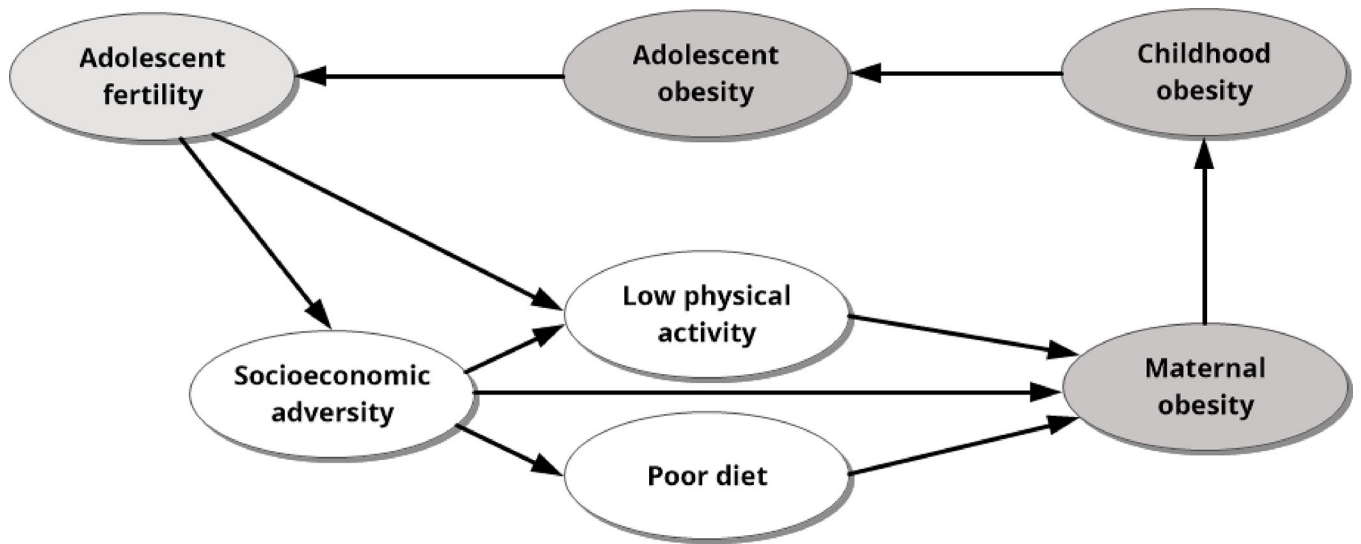 Adolescent
fertility
Adolescent
obesity
Childhood
obesity
Low physical
activity
Socioeconomic
adversity
Maternal
obesity
Poor diet